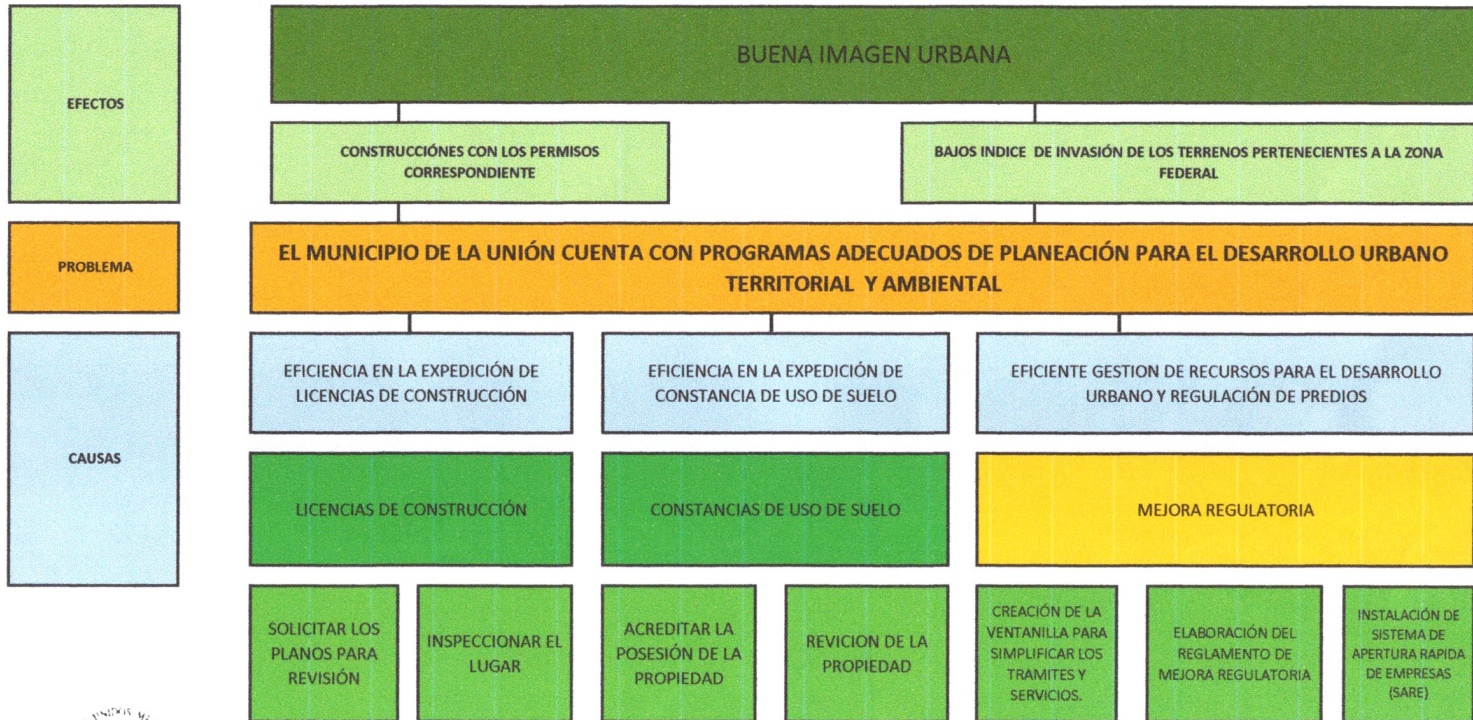 EFECTOS
BUENA IMAGEN URBANA
CONSTRUCCIÓNES CON LOS PERMISOS
CORRESPONDIENTE
BAJOS INDICE DE INVASIÓN DE LOS TERRENOS PERTENECIENTES A LA ZONA
FEDERAL
PROBLEMA
EL MUNICIPIO DE LA UNIÓN CUENTA CON PROGRAMAS ADECUADOS DE PLANEACIÓN PARA EL DESARROLLO URBANO
TERRITORIAL Y AMBIENTAL
CAUSAS
EFICIENCIA EN LA EXPEDICIÓN DE
LICENCIAS DE CONSTRUCCIÓN
EFICIENCIA EN LA EXPEDICIÓN DE
CONSTANCIA DE USO DE SUELO
EFICIENTE GESTION DE RECURSOS PARA EL DESARROLLO
URBANO Y REGULACIÓN DE PREDIOS
LICENCIAS DE CONSTRUCCIÓN
CONSTANCIAS DE USO DE SUELO
MEJORA REGULATORIA
SOLICITAR LOS
PLANOS PARA
REVISIÓN
INSPECCIONAR EL
LUGAR
ACREDITAR LA
POSESIÓN DE LA
PROPIEDAD
REVICION DE LA
PROPIEDAD
CREACIÓN DE LA
VENTANILLA PARA
SIMPLIFICAR LOS
TRAMITES Y
SERVICIOS.
ELABORACIÓN DEL
REGLAMENTO DE
MEJORA REGULATORIA
INSTALACIÓN DE
SISTEMA DE
APERTURA RAPIDA
DE EMPRESAS
(SARE)